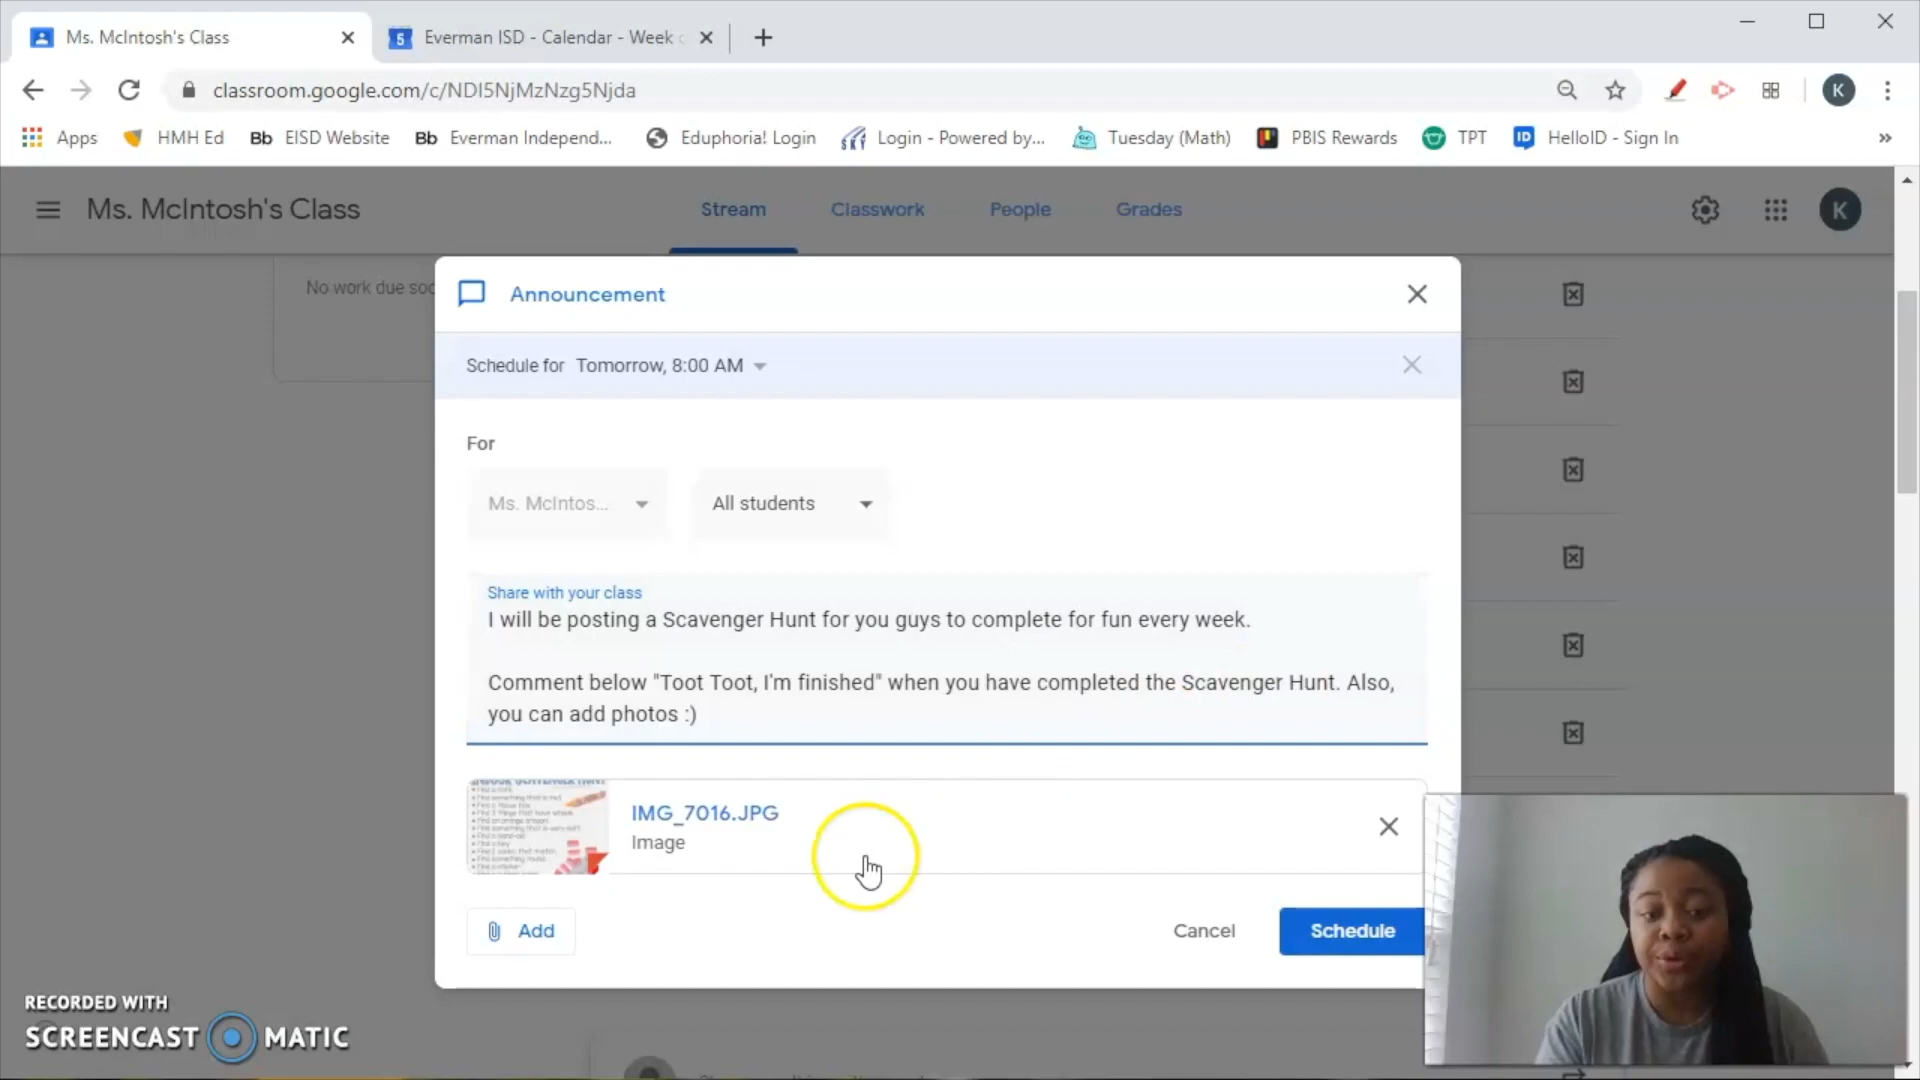 Ms. McIntosh's Class
Everman ISD - Calendar - Week
classroom.google.com/c/NDI5NjMzNzg5Njda
K
Apps
HMH Ed
Bb EISD Website
Bb Everman Independ...
Eduphoria! Login
Login - Powered by...
Tuesday (Math)
PBIS Rewards
TPT
ID HelloID - Sign In
»
Ms. McIntosh's Class
Stream
Classwork
People
Grades
K
No work due
Announcement
Schedule for Tomorrow, 8:00 AM
For
Ms. McIntos...
All students
Share with your class
I will be posting a Scavenger Hunt for you guys to complete for fun every week.
Comment below "Toot Toot, I'm finished" when you have completed the Scavenger Hunt. Also,
you can add photos :)
IMG_7016.JPG
Image
Add
Cancel
Schedule
RECORDED WITH
SCREENCAST MATIC